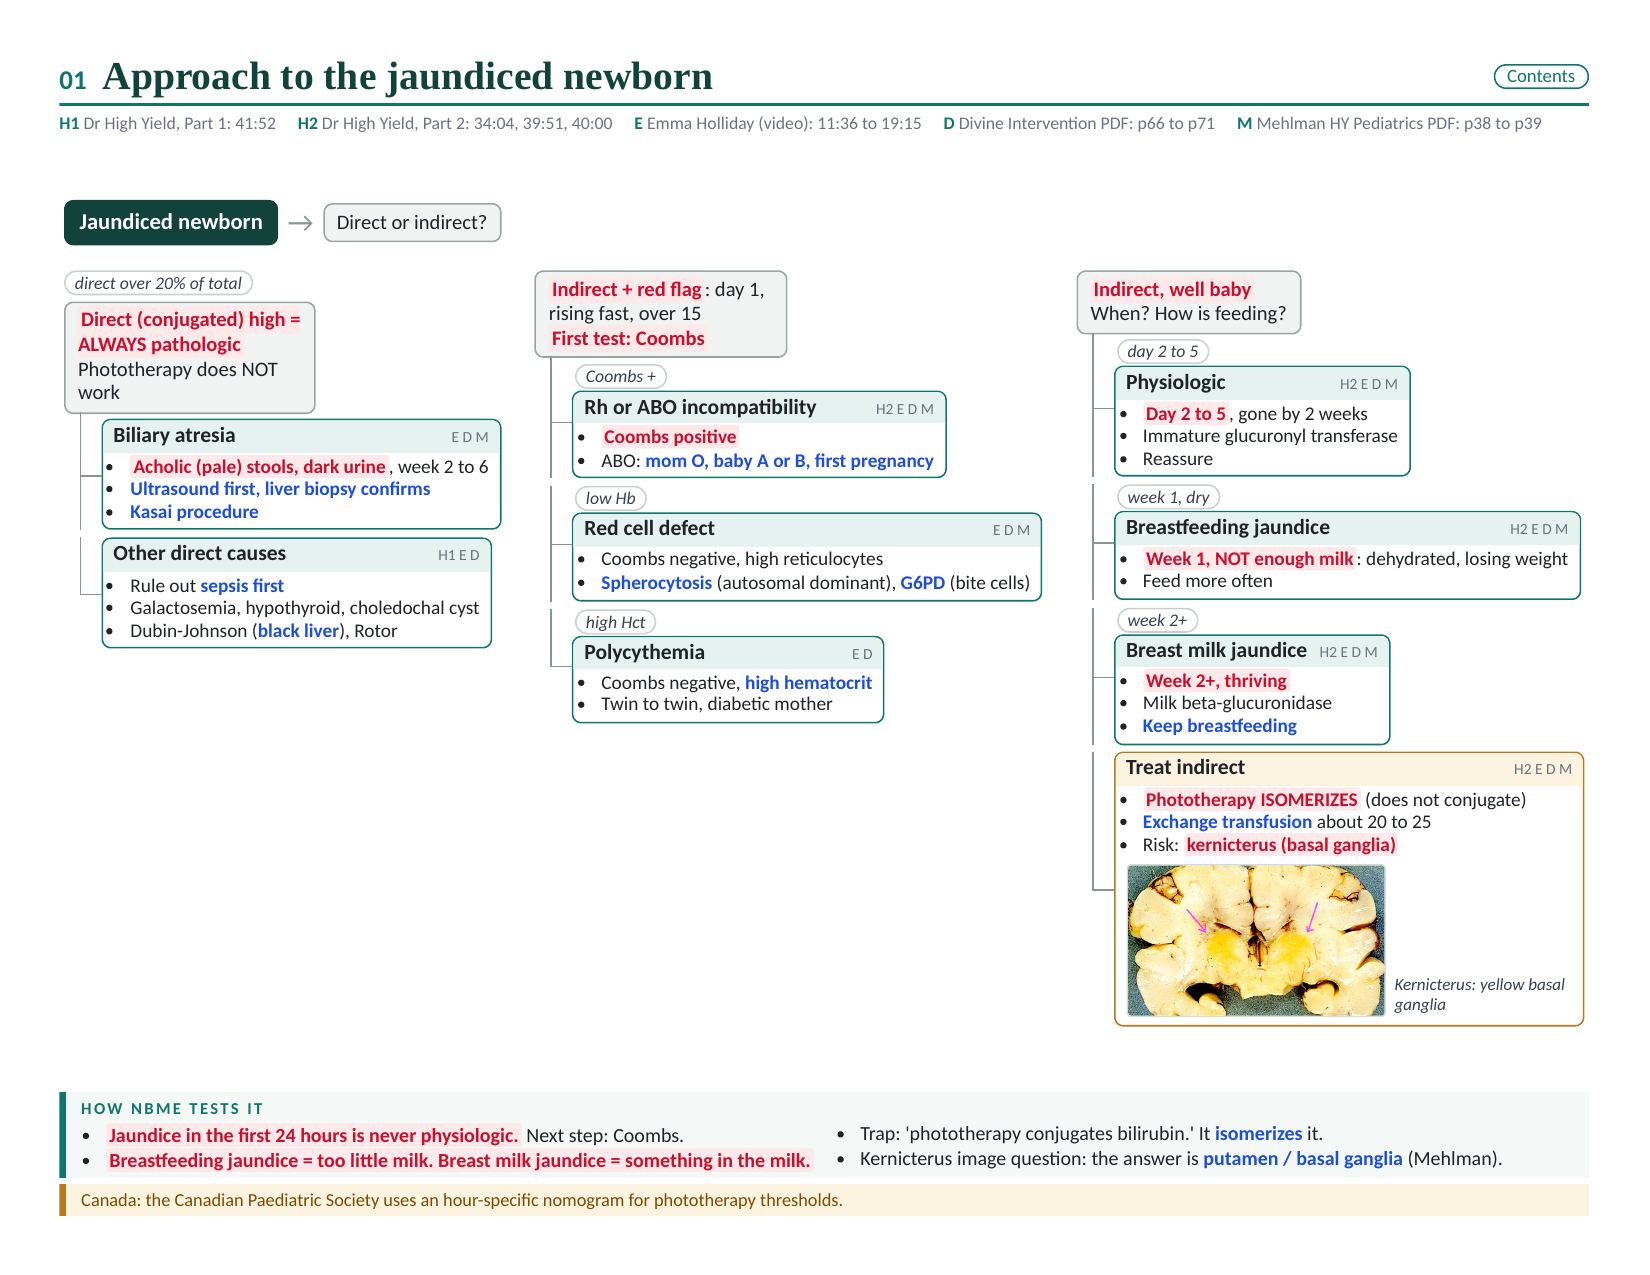 01 Approach to the jaundiced newborn
Contents
H1 Dr High Yield, Part 1: 41:52 H2 Dr High Yield, Part 2: 34:04, 39:51, 40:00 E Emma Holliday (video): 11:36 to 19:15 D Divine Intervention PDF: p66 to p71 M Mehlman HY Pediatrics PDF: p38 to p39
Jaundiced newborn → Direct or indirect?
direct over 20% of total
Direct (conjugated) high =
ALWAYS pathologic
Phototherapy does NOT
work
Biliary atresia E D M
• Acholic (pale) stools, dark urine, week 2 to 6
• Ultrasound first, liver biopsy confirms
• Kasai procedure
Other direct causes H1 E D
• Rule out sepsis first
• Galactosemia, hypothyroid, choledochal cyst
• Dubin-Johnson (black liver), Rotor
Indirect + red flag: day 1,
rising fast, over 15
First test: Coombs
Coombs +
Rh or ABO incompatibility H2 E D M
• Coombs positive
• ABO: mom O, baby A or B, first pregnancy
low Hb
Red cell defect E D M
• Coombs negative, high reticulocytes
• Spherocytosis (autosomal dominant), G6PD (bite cells)
high Hct
Polycythemia E D
• Coombs negative, high hematocrit
• Twin to twin, diabetic mother
Indirect, well baby
When? How is feeding?
day 2 to 5
Physiologic H2 E D M
• Day 2 to 5, gone by 2 weeks
• Immature glucuronyl transferase
• Reassure
week 1, dry
Breastfeeding jaundice H2 E D M
• Week 1, NOT enough milk: dehydrated, losing weight
• Feed more often
week 2+
Breast milk jaundice H2 E D M
• Week 2+, thriving
• Milk beta-glucuronidase
• Keep breastfeeding
Treat indirect H2 E D M
• Phototherapy ISOMERIZES (does not conjugate)
• Exchange transfusion about 20 to 25
• Risk: kernicterus (basal ganglia)
Kernicterus: yellow basal
ganglia
HOW NBME TESTS IT
• Jaundice in the first 24 hours is never physiologic. Next step: Coombs.
• Breastfeeding jaundice = too little milk. Breast milk jaundice = something in the milk.
• Trap: 'phototherapy conjugates bilirubin.' It isomerizes it.
• Kernicterus image question: the answer is putamen / basal ganglia (Mehlman).
Canada: the Canadian Paediatric Society uses an hour-specific nomogram for phototherapy thresholds.